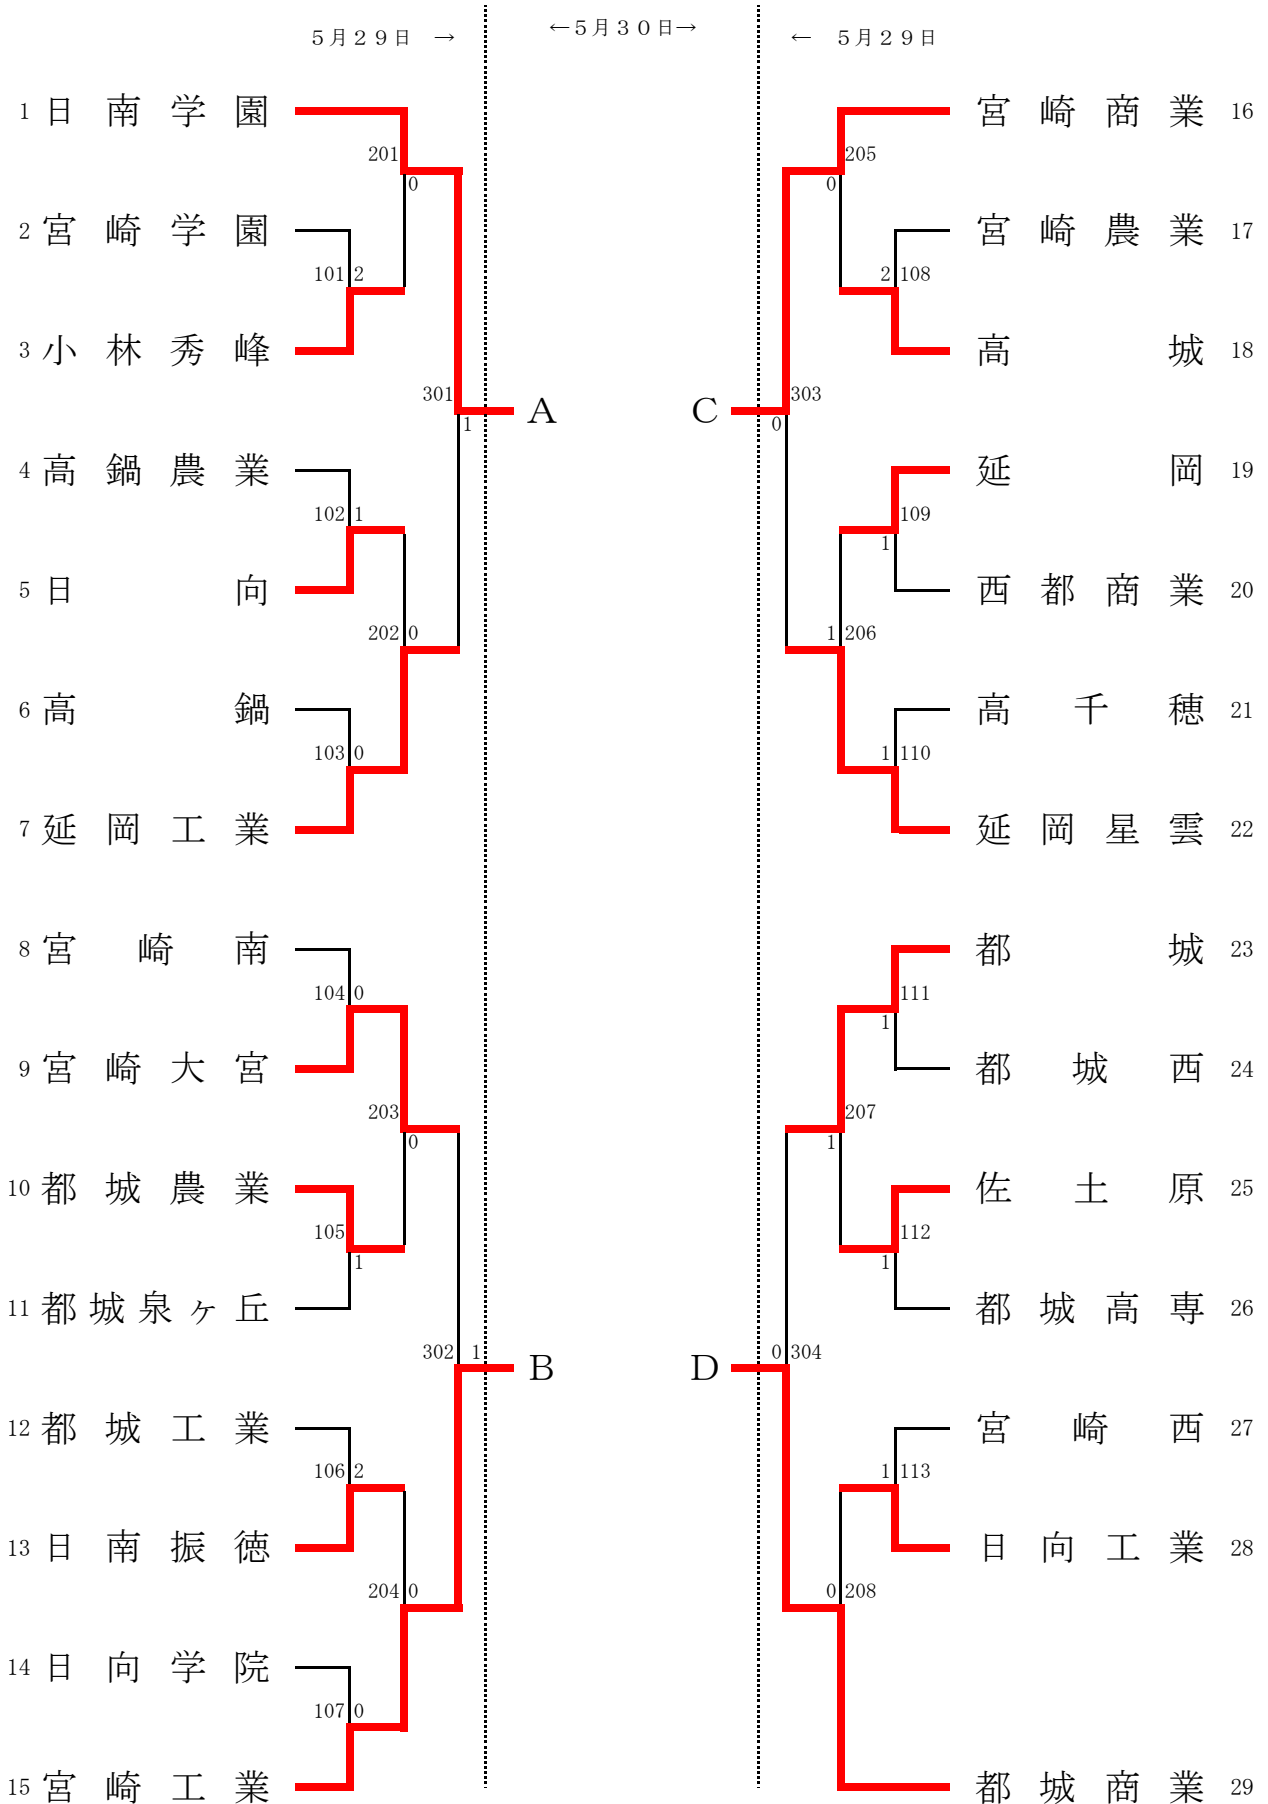 ５月２９日 → ←５月３０日→ ← ５月２９日
1 日南学園 宮崎商業 16
201 205
0 0
2 宮崎学園 宮崎農業 17
101 2 2 108
3 小林秀峰 高城 18
301 A C 303
1 0
4 高鍋農業 延岡 19
102 1 109
1
5 日向 西都商業 20
202 0 1 206
6 高鍋 高千穂 21
103 0 1 110
7 延岡工業 延岡星雲 22
8 宮崎南 都城 23
104 0 111
1
9 宮崎大宮 都城西 24
203 207
0 1
10 都城農業 佐土原 25
105 112
1 1
11 都城泉ヶ丘 都城高専 26
302 1 B D 0 304
12 都城工業 宮崎西 27
106 2 1 113
13 日南振徳 日向工業 28
204 0 0 208
14 日向学院
107 0
15 宮崎工業 都城商業 29